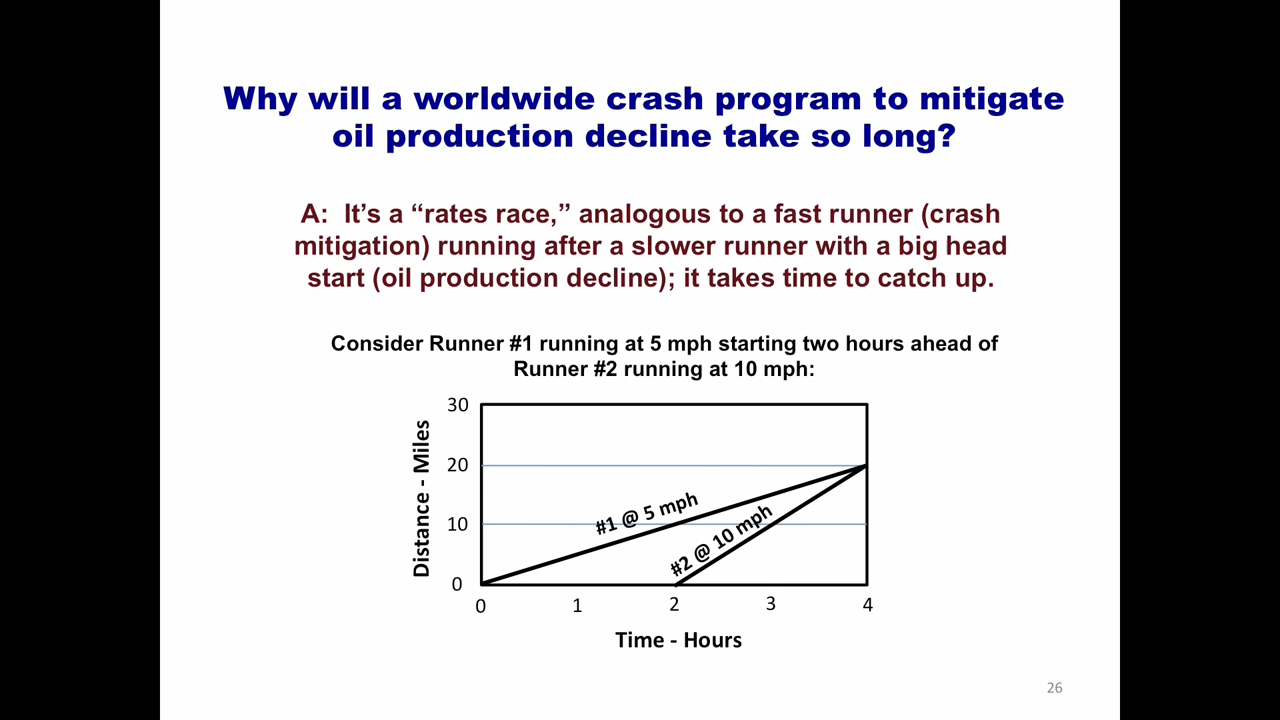 Why will a worldwide crash program to mitigate
oil production decline take so long?
A: It’s a “rates race,” analogous to a fast runner (crash
mitigation) running after a slower runner with a big head
start (oil production decline); it takes time to catch up.
Consider Runner #1 running at 5 mph starting two hours ahead of
Runner #2 running at 10 mph:
Distance - Miles
30
20
10
0
#1 @ 5 mph
#2 @ 10 mph
0 1 2 3 4
Time - Hours
26